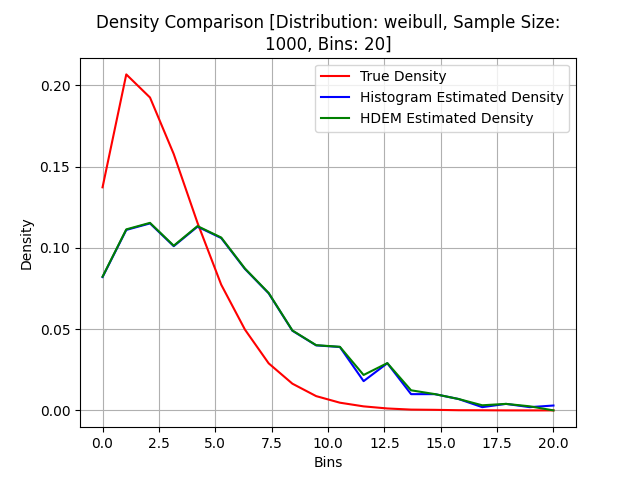 Density Comparison [Distribution: weibull, Sample Size:
1000, Bins: 20]
True Density
Histogram Estimated Density
HDEM Estimated Density
Density
0.20
0.15
0.10
0.05
0.00
0.0 2.5 5.0 7.5 10.0 12.5 15.0 17.5 20.0
Bins